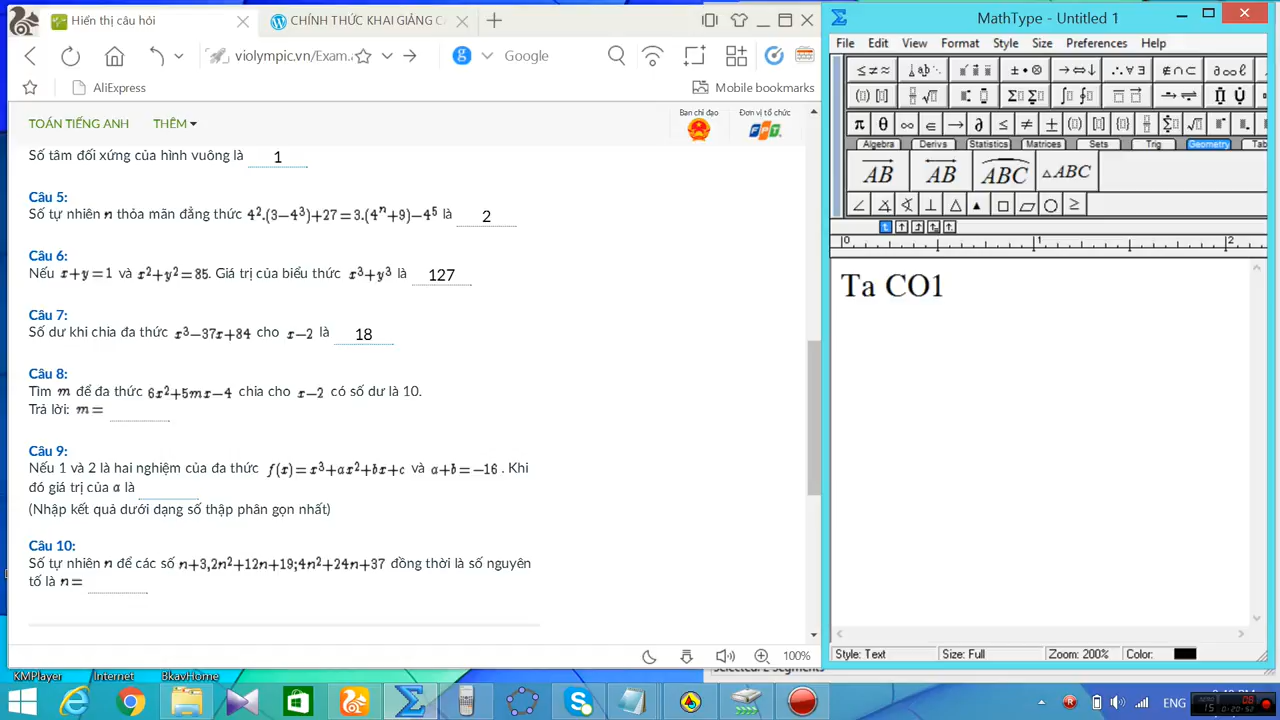 Hiển thị câu hỏi
CHÍNH THỨC KHAI GIẢNG CÁ
violympic.vn/Exam.
Google
AliExpress
Mobile bookmarks
TOÁN TIẾNG ANH
THÊM
Ban chỉ đạo
Đơn vị tổ chức
FPT
Số tâm đối xứng của hình vuông là 1
Câu 5:
Số tự nhiên n thỏa mãn đẳng thức 4².(3−4³)+27=3.(4ⁿ+9)−4⁵ là 2
Câu 6:
Nếu x+y=1 và x²+y²=85. Giá trị của biểu thức x³+y³ là 127
Câu 7:
Số dư khi chia đa thức x³−37x+84 cho x−2 là 18
Câu 8:
Tìm m để đa thức 6x²+5mx−4 chia cho x−2 có số dư là 10.
Trả lời: m=
Câu 9:
Nếu 1 và 2 là hai nghiệm của đa thức f(x)=x³+ax²+bx+c và a+b=−16. Khi
đó giá trị của a là
(Nhập kết quả dưới dạng số thập phân gọn nhất)
Câu 10:
Số tự nhiên n để các số n+3,2n²+12n+19;4n²+24n+37 đồng thời là số nguyên
tố là n=
100%
MathType - Untitled 1
File Edit View Format Style Size Preferences Help
Algebra Derivs Statistics Matrices Sets Trig Geometry Tab
AB AB ABC △ABC
0 1 2
Ta CO1
Style: Text Size: Full Zoom: 200% Color:
KMPlayer Internet BkavHome
Selected: 2 segments
ENG